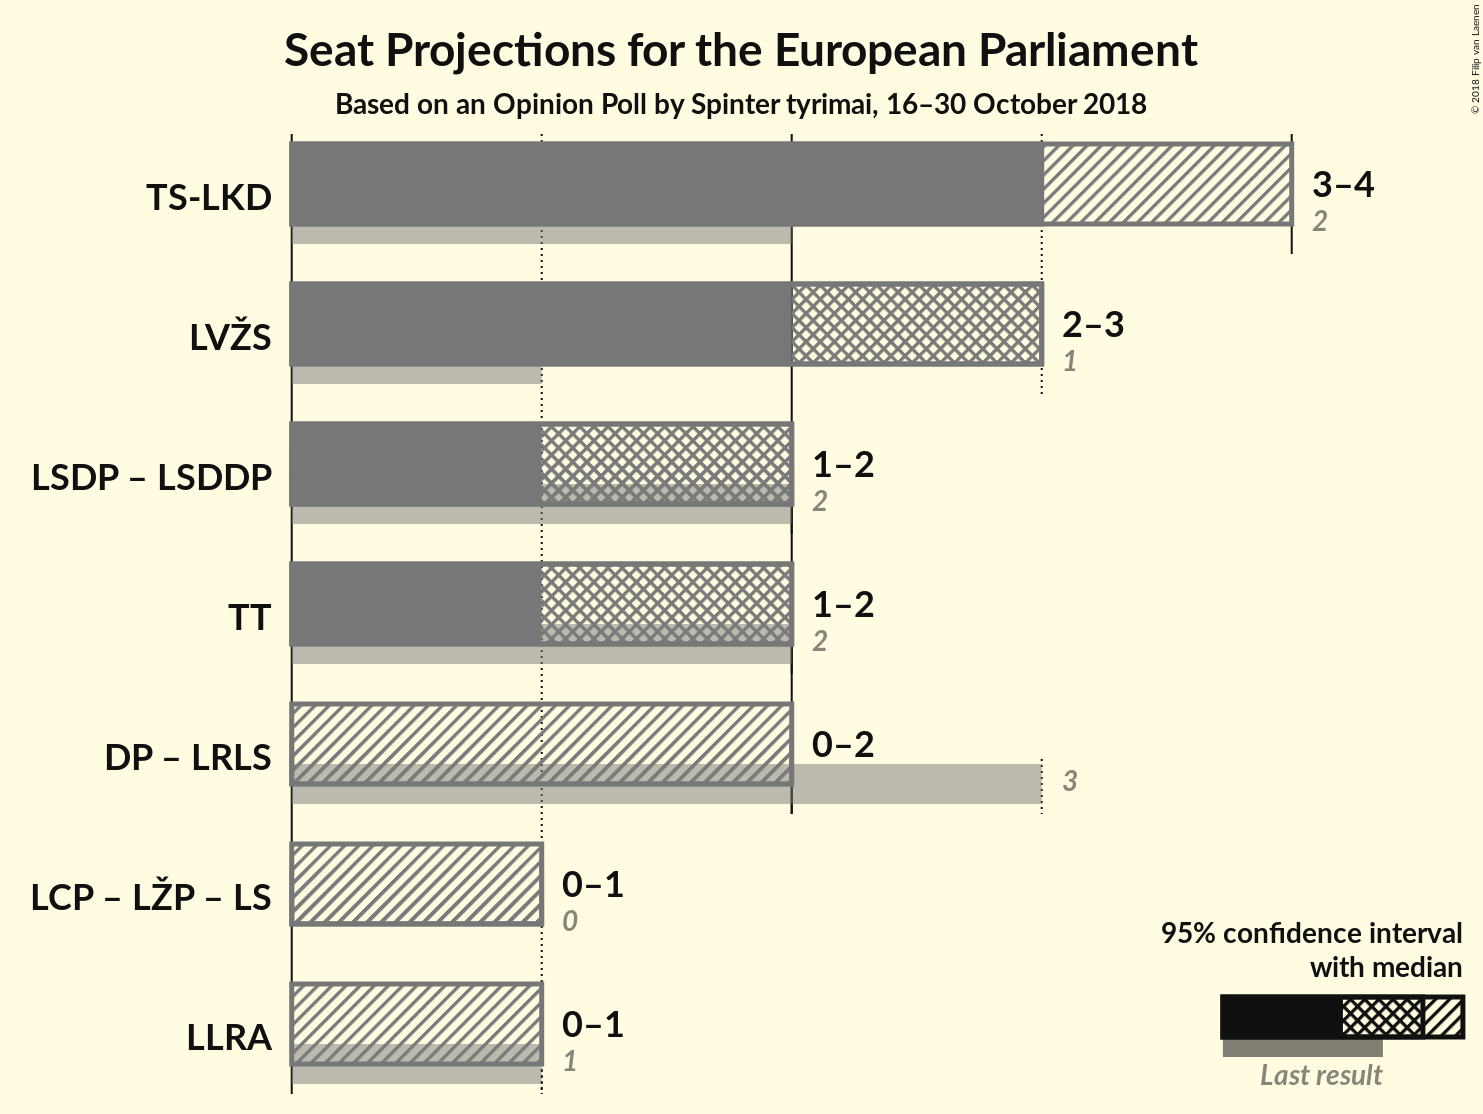 Seat Projections for the European Parliament
Based on an Opinion Poll by Spinter tyrimai, 16–30 October 2018
© 2018 Filip van Laenen
TS-LKD
3–4
2
LVŽS
2–3
1
LSDP – LSDDP
1–2
2
TT
1–2
2
DP – LRLS
0–2
3
LCP – LŽP – LS
0–1
0
LLRA
0–1
1
95% confidence interval
with median
Last result